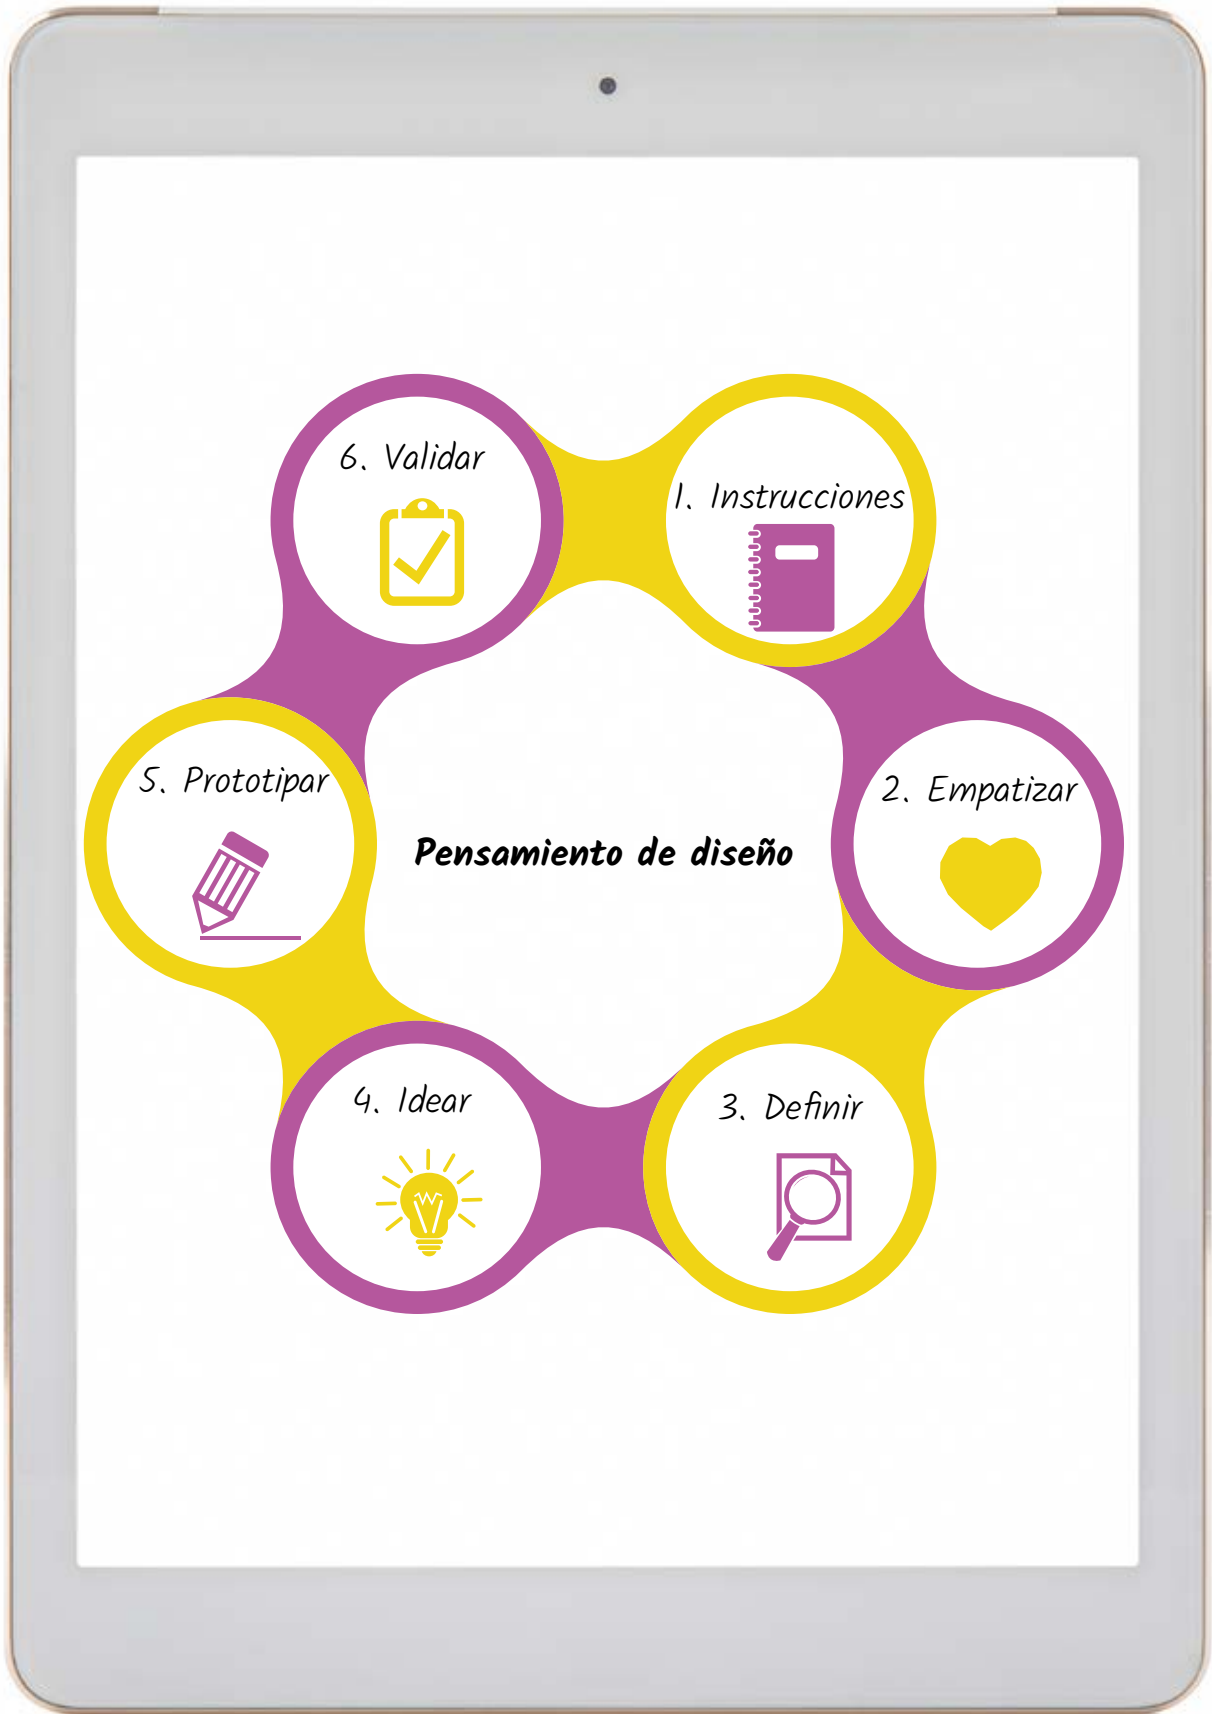 1. Instrucciones
2. Empatizar
3. Definir
4. Idear
5. Prototipar
6. Validar
Pensamiento de diseño